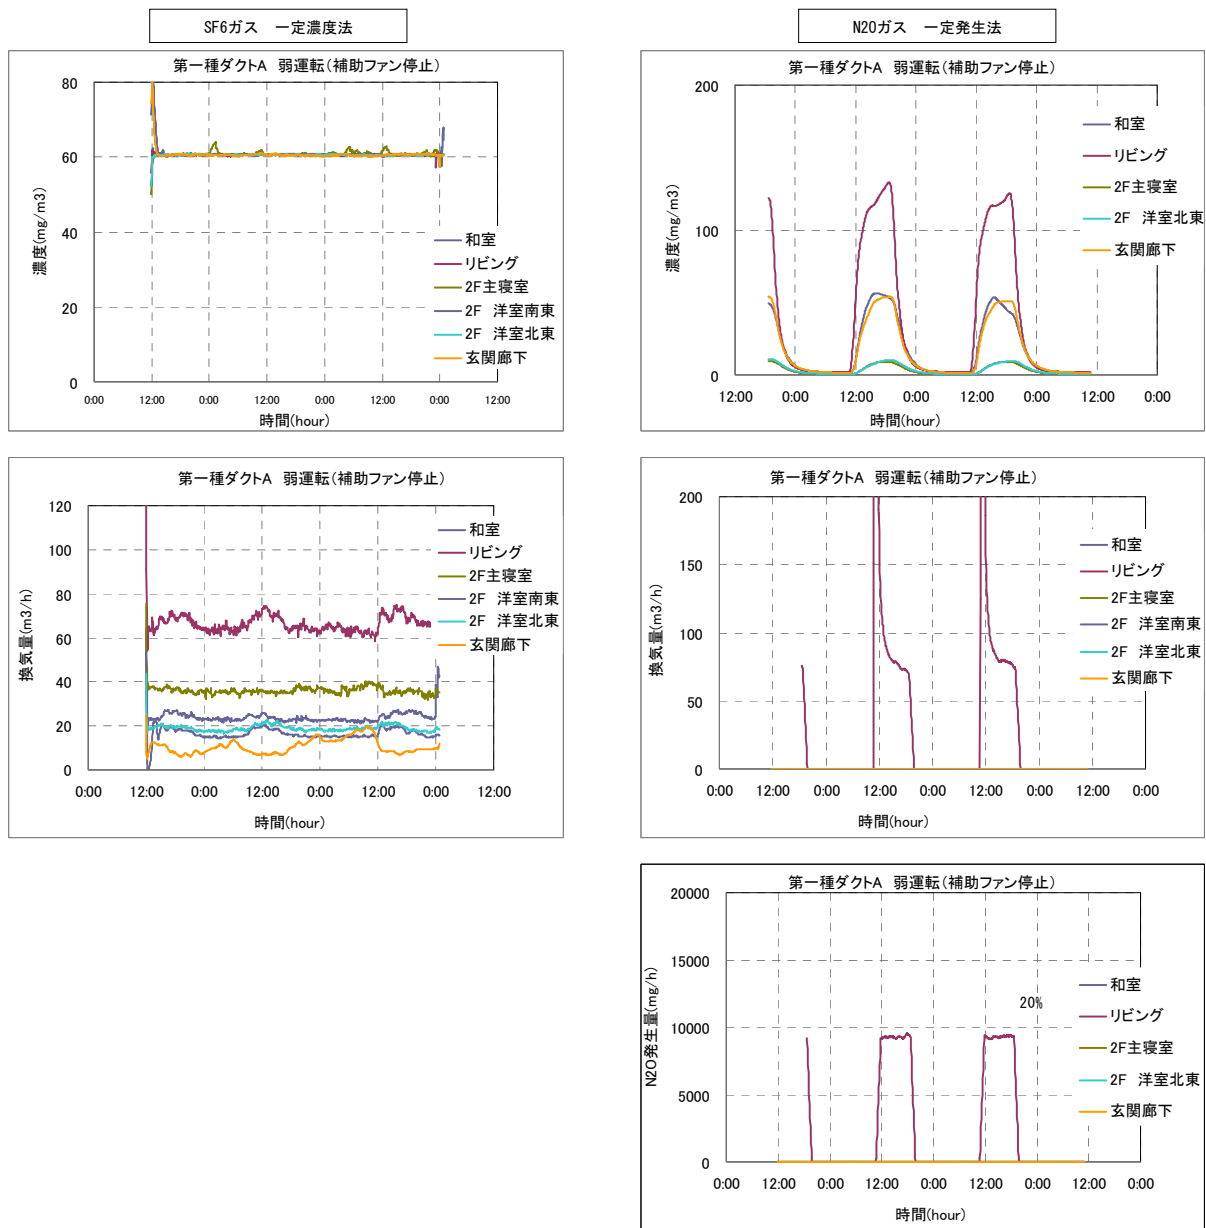 SF6ガス 一定濃度法
第一種ダクトA 弱運転(補助ファン停止)
80
60
40
20
0
濃度(mg/m3)
0:00 12:00 0:00 12:00 0:00 12:00 0:00 12:00
時間(hour)
和室
リビング
2F主寝室
2F 洋室南東
2F 洋室北東
玄関廊下
N2Oガス 一定発生法
第一種ダクトA 弱運転(補助ファン停止)
200
100
0
濃度(mg/m3)
12:00 0:00 12:00 0:00 12:00 0:00 12:00 0:00
時間(hour)
和室
リビング
2F主寝室
2F 洋室北東
玄関廊下
第一種ダクトA 弱運転(補助ファン停止)
120
100
80
60
40
20
0
換気量(m3/h)
0:00 12:00 0:00 12:00 0:00 12:00 0:00 12:00
時間(hour)
和室
リビング
2F主寝室
2F 洋室南東
2F 洋室北東
玄関廊下
第一種ダクトA 弱運転(補助ファン停止)
200
150
100
50
0
換気量(m3/h)
0:00 12:00 0:00 12:00 0:00 12:00 0:00 12:00 0:00
時間(hour)
和室
リビング
2F主寝室
2F 洋室南東
2F 洋室北東
玄関廊下
第一種ダクトA 弱運転(補助ファン停止)
20000
15000
10000
5000
0
N2O発生量(mg/h)
0:00 12:00 0:00 12:00 0:00 12:00 0:00 12:00 0:00
時間(hour)
20%
和室
リビング
2F主寝室
2F 洋室北東
玄関廊下